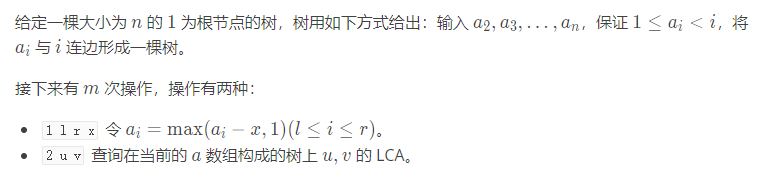 给定一棵大小为 n 的 1 为根节点的树，树用如下方式给出：输入 a₂, a₃, . . . , aₙ，保证 1 ≤ aᵢ < i，将
aᵢ 与 i 连边形成一棵树。
接下来有 m 次操作，操作有两种：
• 1 l r x 令 aᵢ = max(aᵢ − x, 1)(l ≤ i ≤ r)。
• 2 u v 查询在当前的 a 数组构成的树上 u, v 的 LCA。